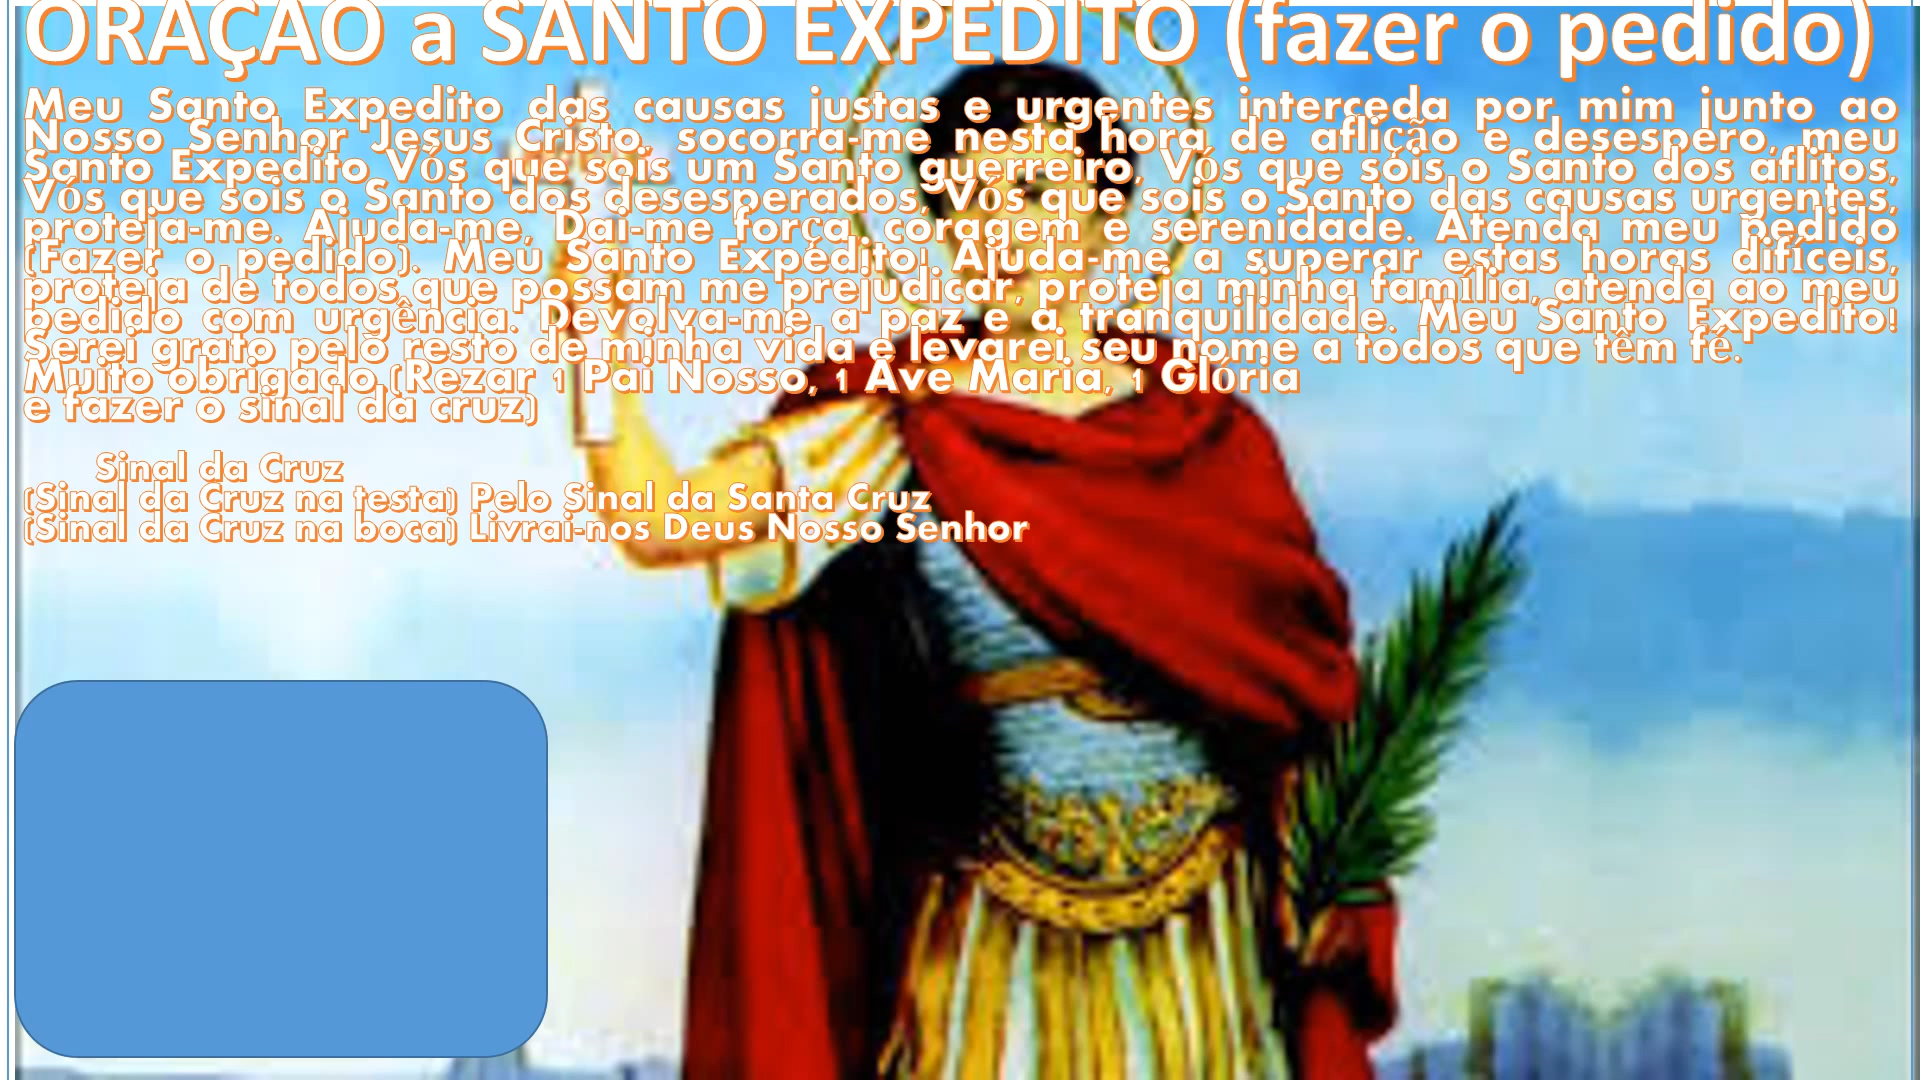 ORAÇÃO a SANTO EXPEDITO (fazer o pedido)
Meu Santo Expedito das causas justas e urgentes interceda por mim junto ao
Nosso Senhor Jesus Cristo, socorra-me nesta hora de aflição e desespero, meu
Santo Expedito Vós que sois um Santo guerreiro, Vós que sois o Santo dos aflitos,
Vós que sois o Santo dos desesperados, Vós que sois o Santo das causas urgentes,
proteja-me. Ajuda-me, Dai-me força, coragem e serenidade. Atenda meu pedido
(Fazer o pedido). Meu Santo Expedito! Ajuda-me a superar estas horas difíceis,
proteja de todos que possam me prejudicar, proteja minha família, atenda ao meu
pedido com urgência. Devolva-me a paz e a tranquilidade. Meu Santo Expedito!
Serei grato pelo resto de minha vida e levarei seu nome a todos que têm fé.
Muito obrigado (Rezar 1 Pai Nosso, 1 Ave Maria, 1 Glória
e fazer o sinal da cruz)
Sinal da Cruz
(Sinal da Cruz na testa) Pelo Sinal da Santa Cruz
(Sinal da Cruz na boca) Livrai-nos Deus Nosso Senhor